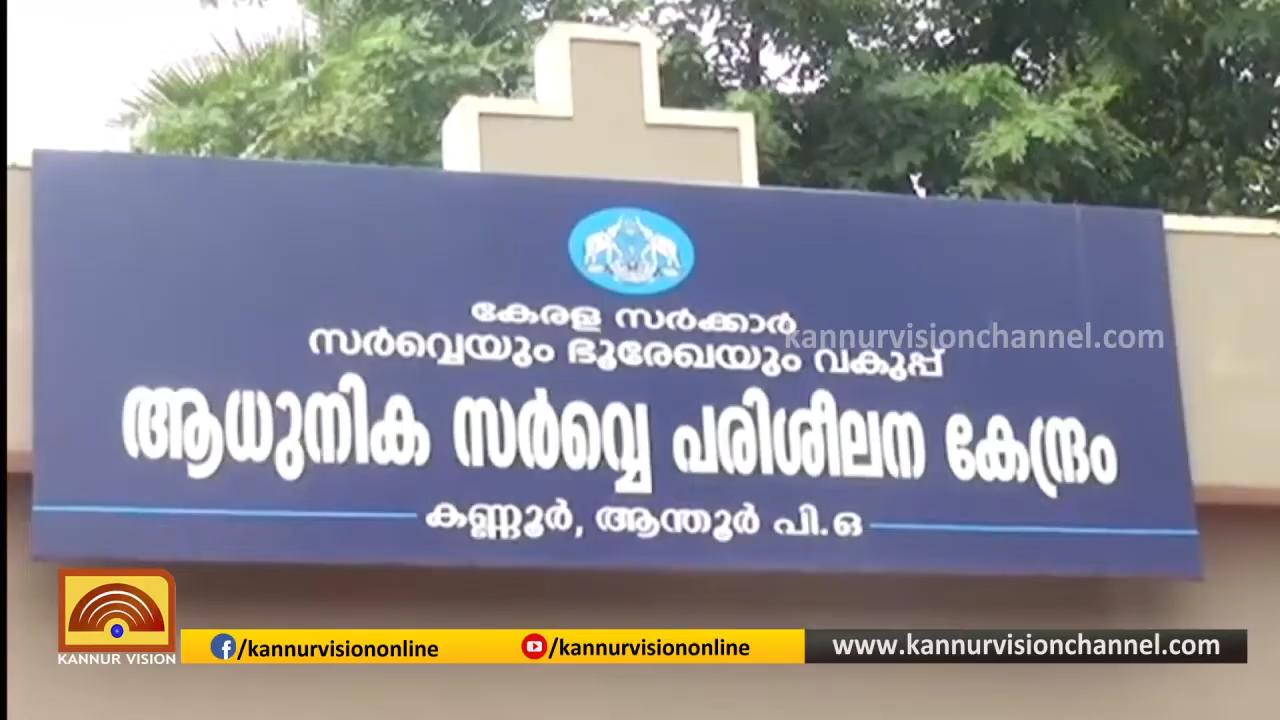 കേരള സർക്കാർ
സർവ്വെയും ഭൂരേഖയും വകുപ്പ്
kannurvisionchannel.com
ആധുനിക സർവ്വെ പരിശീലന കേന്ദ്രം
കണ്ണൂർ, ആന്തൂർ പി.ഒ
KANNUR VISION
/kannurvisiononline
/kannurvisiononline
www.kannurvisionchannel.com